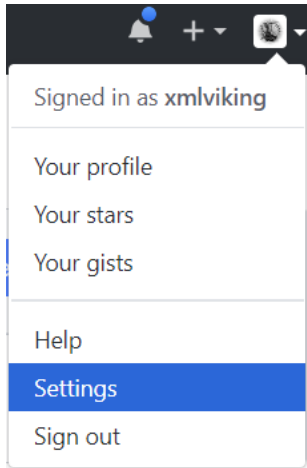 Signed in as xmlviking
Your profile
Your stars
Your gists
Help
Settings
Sign out